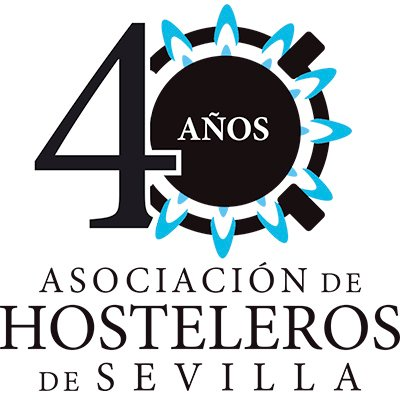 40
AÑOS
ASOCIACIÓN DE
HOSTELEROS
DE SEVILLA